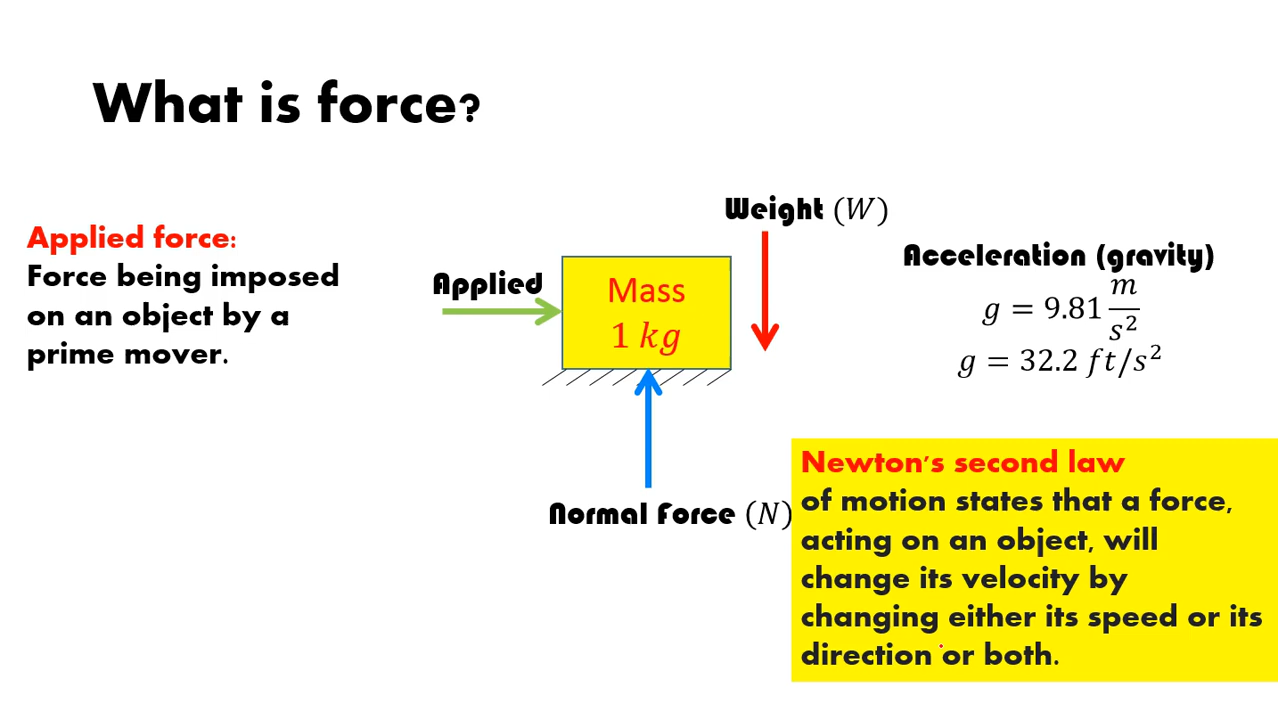 What is force?
Weight (W)
Applied force:
Force being imposed
on an object by a
prime mover.
Applied
Mass
1 kg
Acceleration (gravity)
g = 9.81 m/s²
g = 32.2 ft/s²
Normal Force (N)
Newton's second law
of motion states that a force,
acting on an object, will
change its velocity by
changing either its speed or its
direction or both.